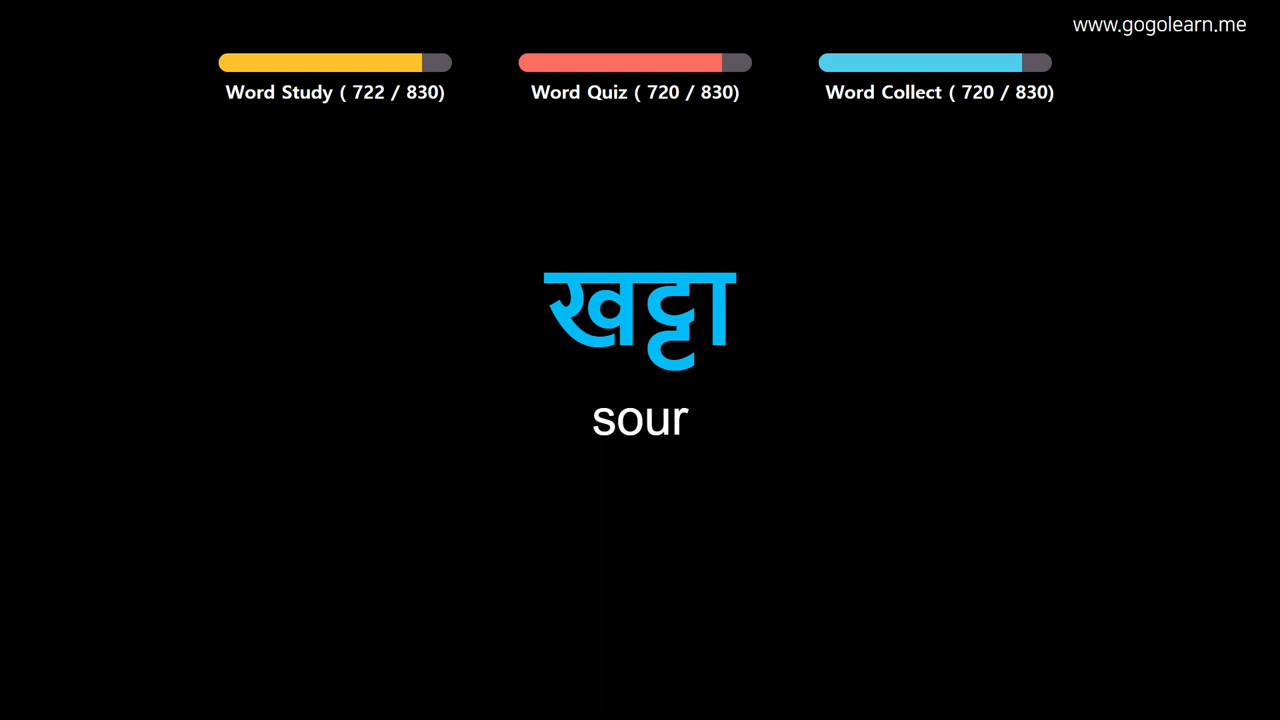 www.gogolearn.me
Word Study ( 722 / 830)
Word Quiz ( 720 / 830)
Word Collect ( 720 / 830)
खट्टा
sour